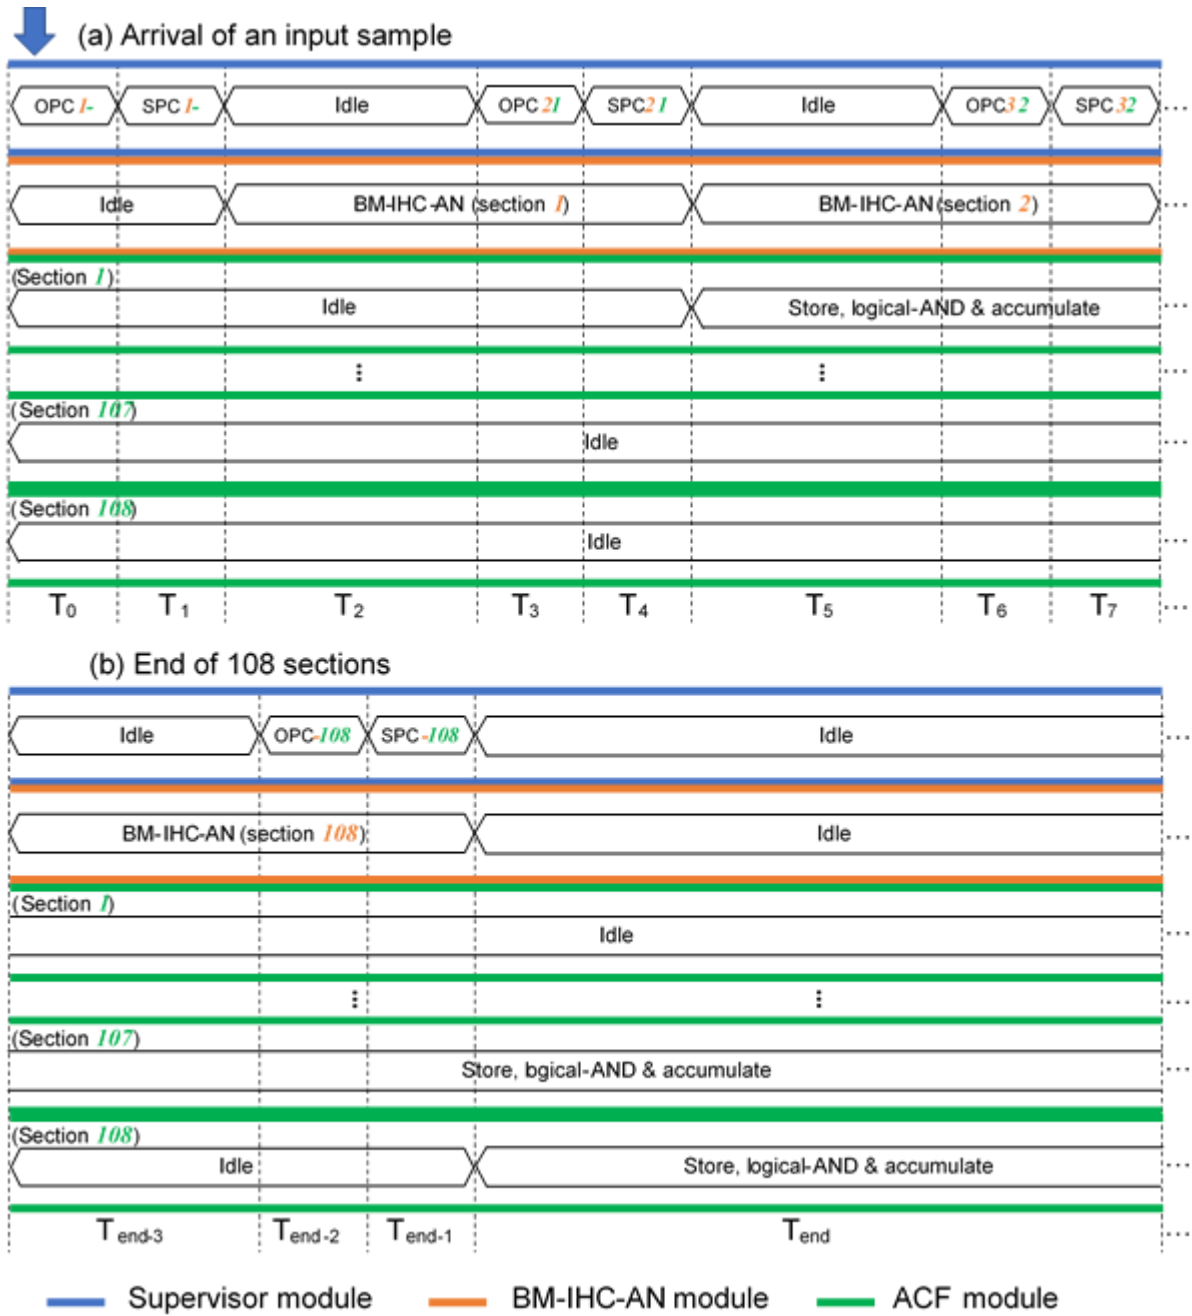 (a) Arrival of an input sample
OPC 1- SPC 1- Idle OPC 21 SPC 21 Idle OPC 3 2 SPC 32 ...
Idle BM-IHC-AN (section 1) BM-IHC-AN (section 2)
(Section 1)
Idle Store, logical-AND & accumulate ...
...
(Section 107)
Idle ...
(Section 108)
Idle ...
T0 T1 T2 T3 T4 T5 T6 T7 ...
(b) End of 108 sections
Idle OPC-108 SPC-108 Idle ...
BM-IHC-AN (section 108) Idle ...
(Section 1)
Idle ...
...
(Section 107)
Store, bgical-AND & accumulate ...
(Section 108)
Idle Store, logical-AND & accumulate ...
Tend-3 Tend-2 Tend-1 Tend ...
Supervisor module BM-IHC-AN module ACF module